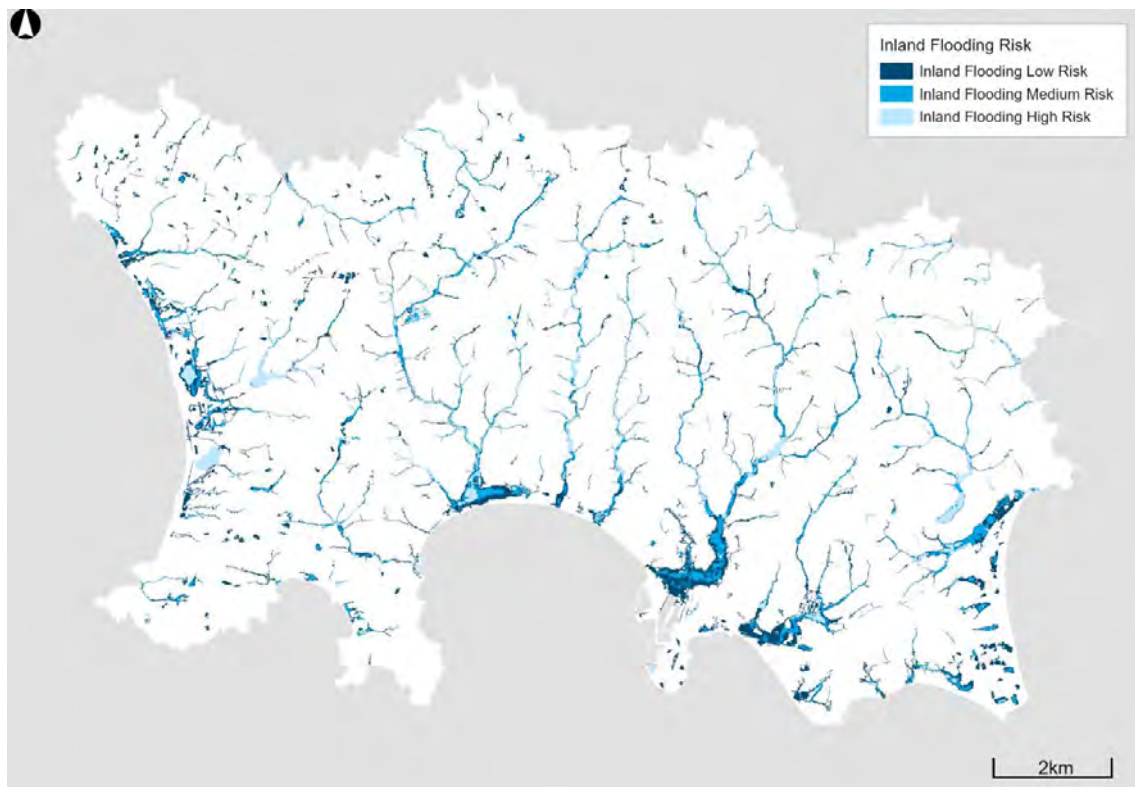 Inland Flooding Risk
Inland Flooding Low Risk
Inland Flooding Medium Risk
Inland Flooding High Risk
2km